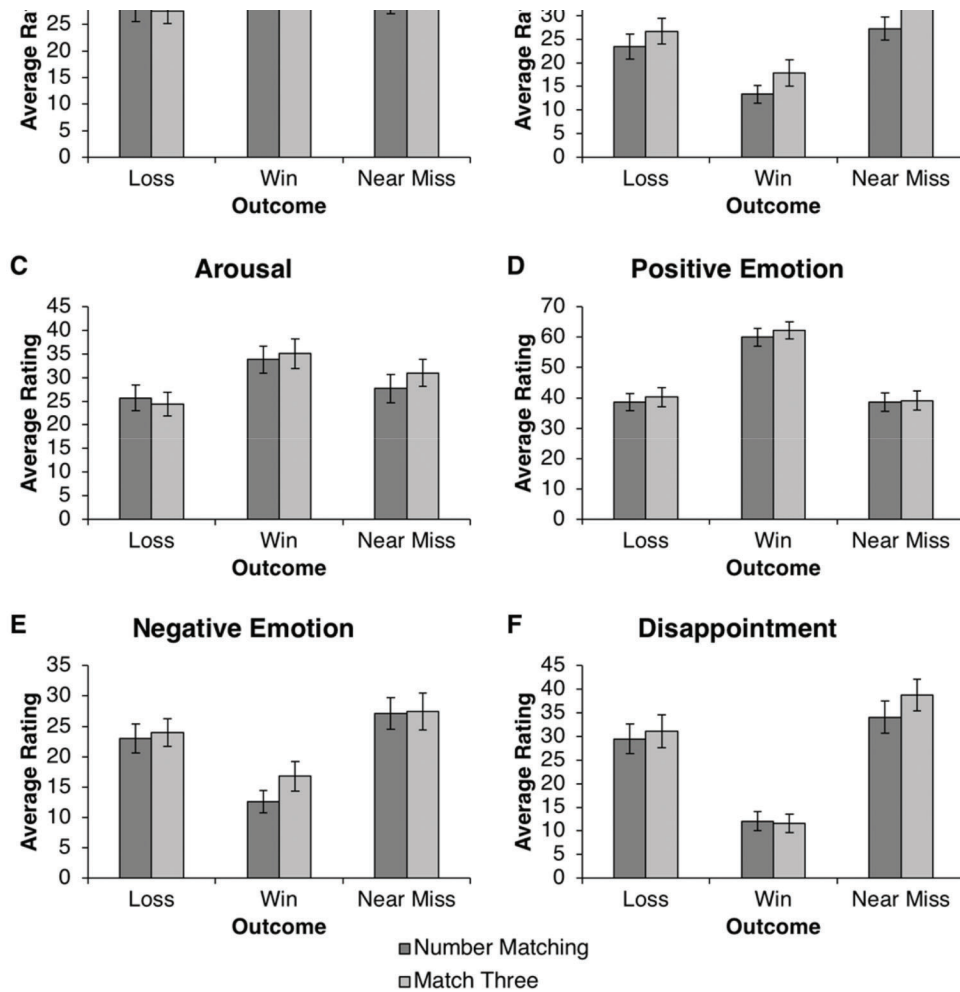 Average Ra
25
20
15
10
5
0
Loss Win Near Miss
Outcome
30
25
20
15
10
5
0
Loss Win Near Miss
Outcome
C Arousal
Average Rating
45
40
35
30
25
20
15
10
5
0
Loss Win Near Miss
Outcome
D Positive Emotion
Average Rating
70
60
50
40
30
20
10
0
Loss Win Near Miss
Outcome
E Negative Emotion
Average Rating
35
30
25
20
15
10
5
0
Loss Win Near Miss
Outcome
F Disappointment
Average Rating
45
40
35
30
25
20
15
10
5
0
Loss Win Near Miss
Outcome
Number Matching
Match Three